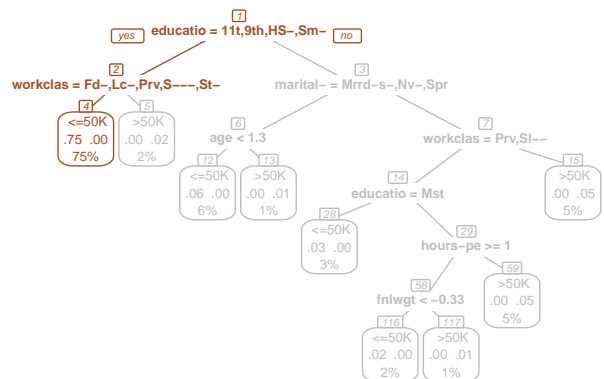 1
yes educatio = 11t,9th,HS-,Sm- no
2 3
workclas = Fd-,Lc-,Prv,S---,St- marital- = Mrrd-s-,Nv-,Spr
4 5 6 7
<=50K >50K age < 1.3 workclas = Prv,Sl--
.75 .00 .00 .02
75% 2%
12 13 14 15
<=50K >50K educatio = Mst >50K
.06 .00 .00 .01 .00 .05
6% 1% 5%
28 29
<=50K hours-pe >= 1
.03 .00
3%
58 59
fnlwgt < -0.33 >50K
.00 .05
5%
116 117
<=50K >50K
.02 .00 .00 .01
2% 1%